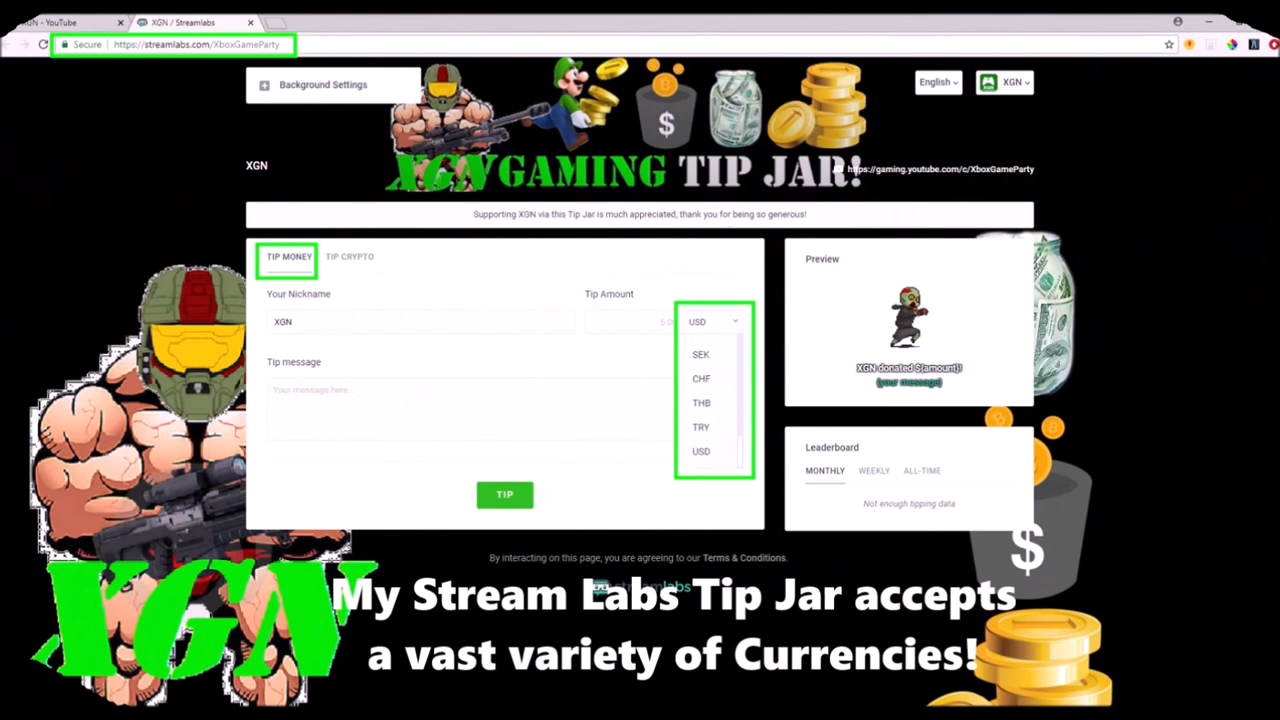 XGN - YouTube
XGN / Streamlabs
Secure
https://streamlabs.com/XboxGameParty
Background Settings
English
XGN
XGN
$
XGN
XGN GAMING TIP JAR!
https://gaming.youtube.com/c/XboxGameParty
Supporting XGN via this Tip Jar is much appreciated, thank you for being so generous!
TIP MONEY
TIP CRYPTO
Your Nickname
Tip Amount
XGN
USD
SEK
CHF
THB
TRY
USD
Tip message
Your message here...
TIP
Preview
XGN donated ${amount}!
{your message}
Leaderboard
MONTHLY
WEEKLY
ALL-TIME
Not enough tipping data
By interacting on this page, you are agreeing to our Terms & Conditions.
streamlabs
$
XGN
My Stream Labs Tip Jar accepts
a vast variety of Currencies!